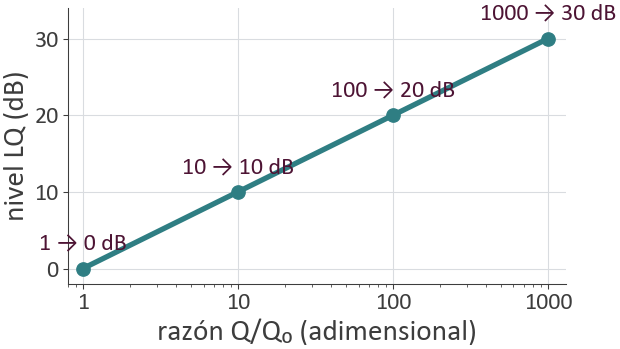 1000 → 30 dB
30
100 → 20 dB
20
10 → 10 dB
10
1 → 0 dB
0
nivel LQ (dB)
1
10
100
1000
razón Q/Q₀ (adimensional)